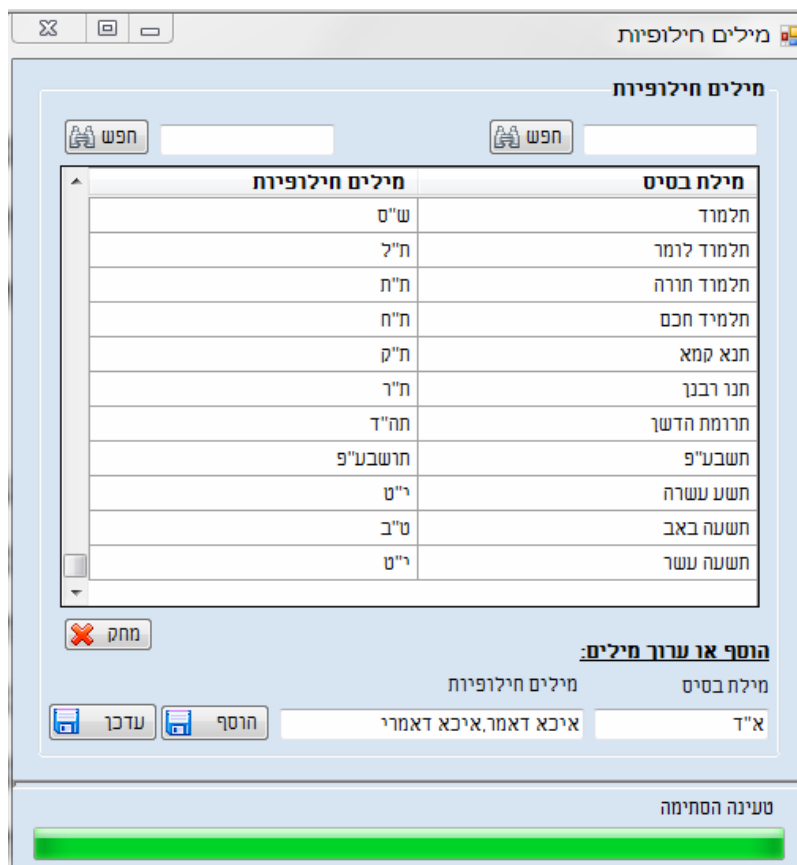 מילים חילופיות
מילים חילופיות
חפש חפש
מילת בסיס מילים חילופיות
תלמוד ש"ס
תלמוד לומר ת"ל
תלמוד תורה ת"ת
תלמיד חכם ת"ח
תנא קמא ת"ק
תנו רבנן ת"ר
תרומת הדשן תה"ד
תשבע"פ תושבע"פ
תשע עשרה י"ט
תשעה באב ט"ב
תשעה עשר י"ט
מחק
הוסף או ערוך מילים:
מילת בסיס מילים חילופיות
א"ד איכא דאמר,איכא דאמרי הוסף עדכן
טעינה הסתימה